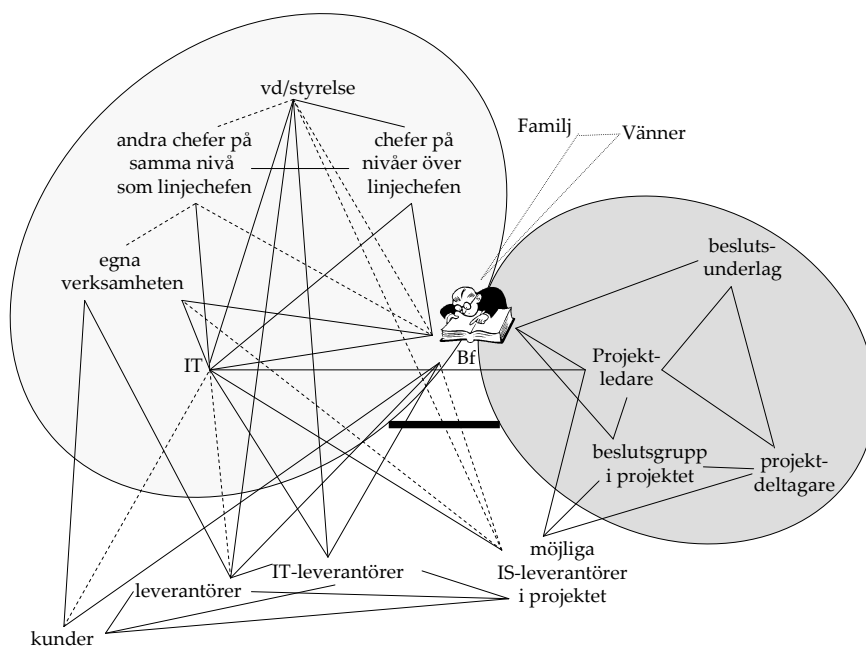 vd/styrelse
andra chefer på
samma nivå
som linjechefen
chefer på
nivåer över
linjechefen
Familj
Vänner
egna
verksamheten
besluts-
underlag
IT
Bf
Projekt-
ledare
beslutsgrupp
i projektet
projekt-
deltagare
möjliga
IS-leverantörer
i projektet
IT-leverantörer
leverantörer
kunder